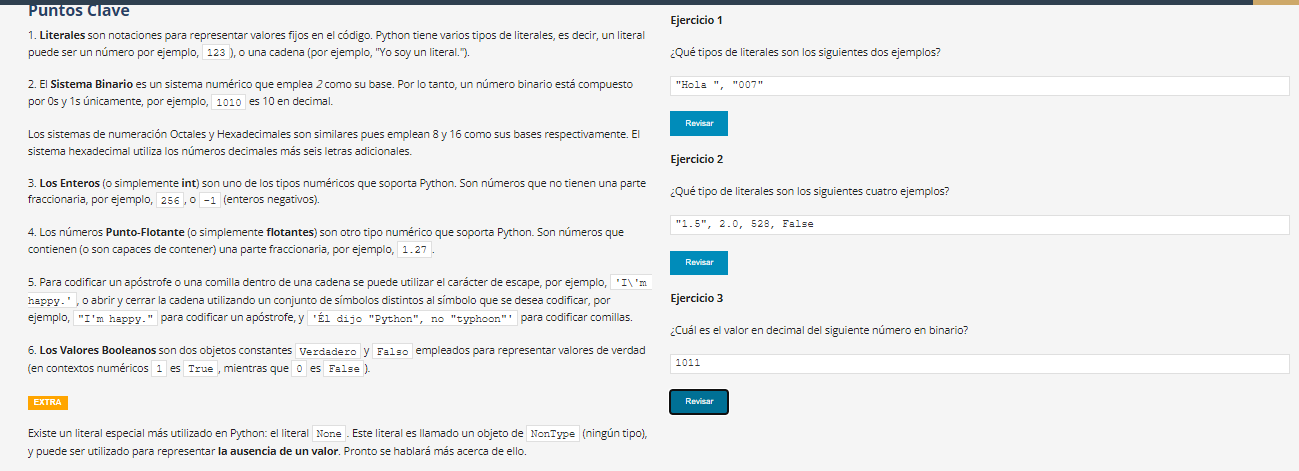 Puntos Clave
1. Literales son notaciones para representar valores fijos en el código. Python tiene varios tipos de literales, es decir, un literal
puede ser un número por ejemplo, 123 ), o una cadena (por ejemplo, "Yo soy un literal.").
2. El Sistema Binario es un sistema numérico que emplea 2 como su base. Por lo tanto, un número binario está compuesto
por 0s y 1s únicamente, por ejemplo, 1010 es 10 en decimal.
Los sistemas de numeración Octales y Hexadecimales son similares pues emplean 8 y 16 como sus bases respectivamente. El
sistema hexadecimal utiliza los números decimales más seis letras adicionales.
3. Los Enteros (o simplemente int) son uno de los tipos numéricos que soporta Python. Son números que no tienen una parte
fraccionaria, por ejemplo, 256 , o -1 (enteros negativos).
4. Los números Punto-Flotante (o simplemente flotantes) son otro tipo numérico que soporta Python. Son números que
contienen (o son capaces de contener) una parte fraccionaria, por ejemplo, 1.27 .
5. Para codificar un apóstrofe o una comilla dentro de una cadena se puede utilizar el carácter de escape, por ejemplo, 'I\'m
happy.' , o abrir y cerrar la cadena utilizando un conjunto de símbolos distintos al símbolo que se desea codificar, por
ejemplo, "I'm happy." para codificar un apóstrofe, y 'Él dijo "Python", no "typhoon"' para codificar comillas.
6. Los Valores Booleanos son dos objetos constantes Verdadero y Falso empleados para representar valores de verdad
(en contextos numéricos 1 es True , mientras que 0 es False ).
EXTRA
Existe un literal especial más utilizado en Python: el literal None . Este literal es llamado un objeto de NonType (ningún tipo),
y puede ser utilizado para representar la ausencia de un valor. Pronto se hablará más acerca de ello.
Ejercicio 1
¿Qué tipos de literales son los siguientes dos ejemplos?
"Hola ", "007"
Revisar
Ejercicio 2
¿Qué tipo de literales son los siguientes cuatro ejemplos?
"1.5", 2.0, 528, False
Revisar
Ejercicio 3
¿Cuál es el valor en decimal del siguiente número en binario?
1011
Revisar